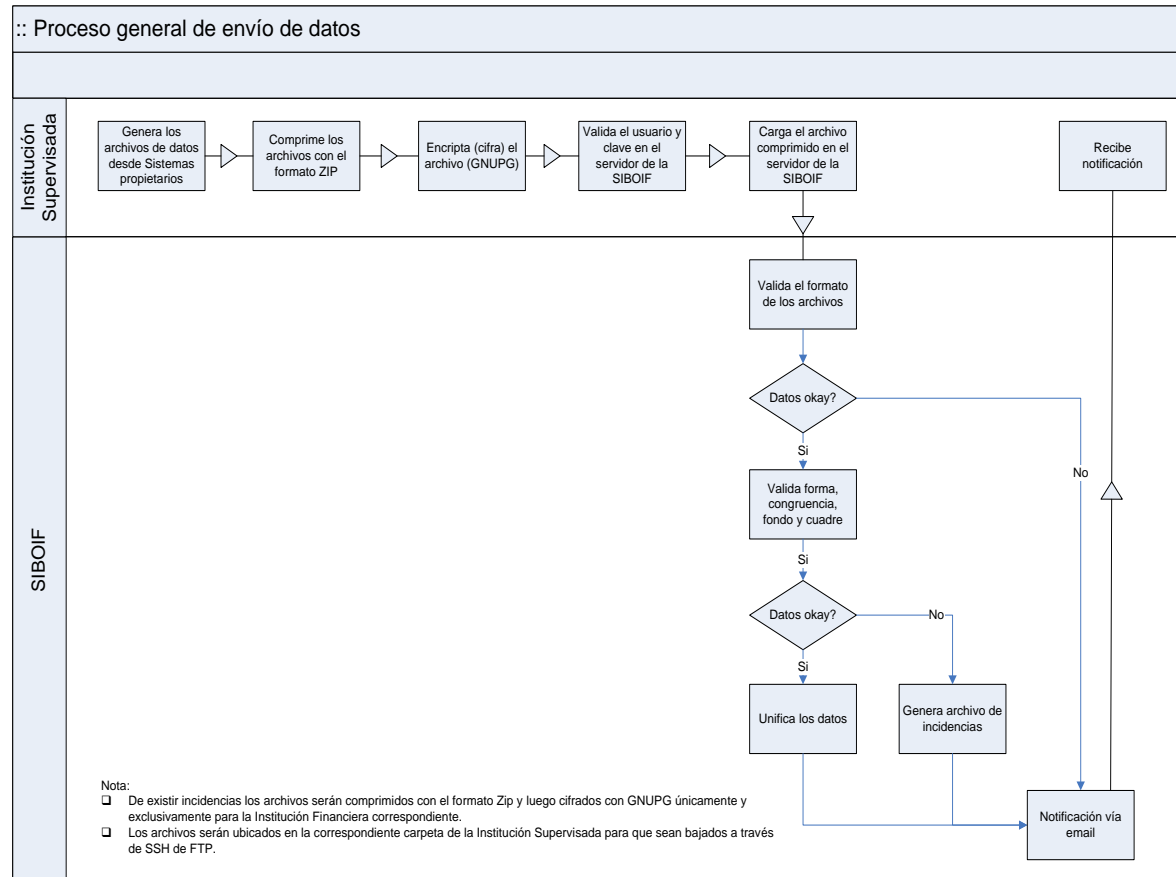 :: Proceso general de envío de datos
Institución
Supervisada
Genera los
archivos de datos
desde Sistemas
propietarios
Comprime los
archivos con el
formato ZIP
Encripta (cifra) el
archivo (GNUPG)
Valida el usuario y
clave en el
servidor de la
SIBOIF
Carga el archivo
comprimido en el
servidor de la
SIBOIF
Recibe
notificación
SIBOIF
Valida el formato
de los archivos
Datos okay?
Si
No
Valida forma,
congruencia,
fondo y cuadre
Si
Datos okay?
No
Si
Unifica los datos
Genera archivo de
incidencias
Notificación vía
email
Nota:
❑ De existir incidencias los archivos serán comprimidos con el formato Zip y luego cifrados con GNUPG únicamente y
exclusivamente para la Institución Financiera correspondiente.
❑ Los archivos serán ubicados en la correspondiente carpeta de la Institución Supervisada para que sean bajados a través
de SSH de FTP.